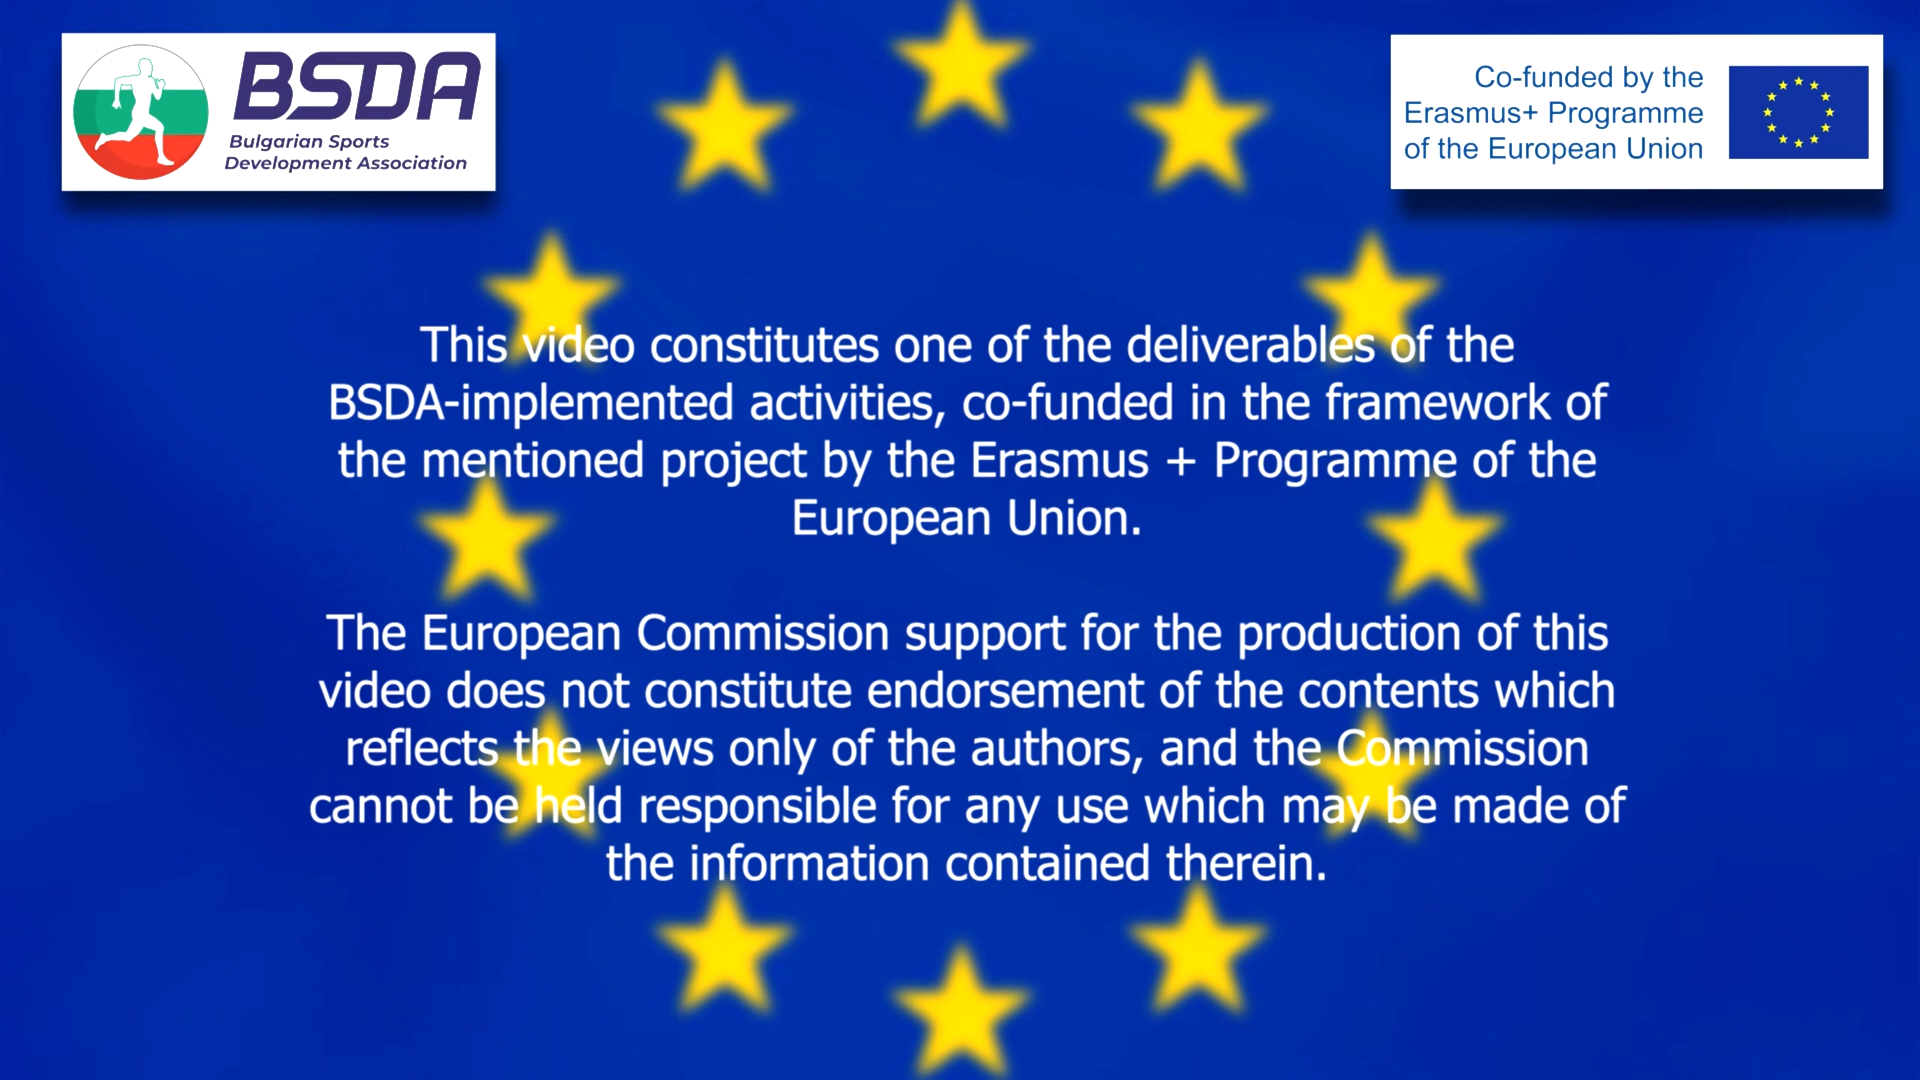 BSDA
Bulgarian Sports
Development Association
Co-funded by the
Erasmus+ Programme
of the European Union
This video constitutes one of the deliverables of the
BSDA-implemented activities, co-funded in the framework of
the mentioned project by the Erasmus + Programme of the
European Union.
The European Commission support for the production of this
video does not constitute endorsement of the contents which
reflects the views only of the authors, and the Commission
cannot be held responsible for any use which may be made of
the information contained therein.